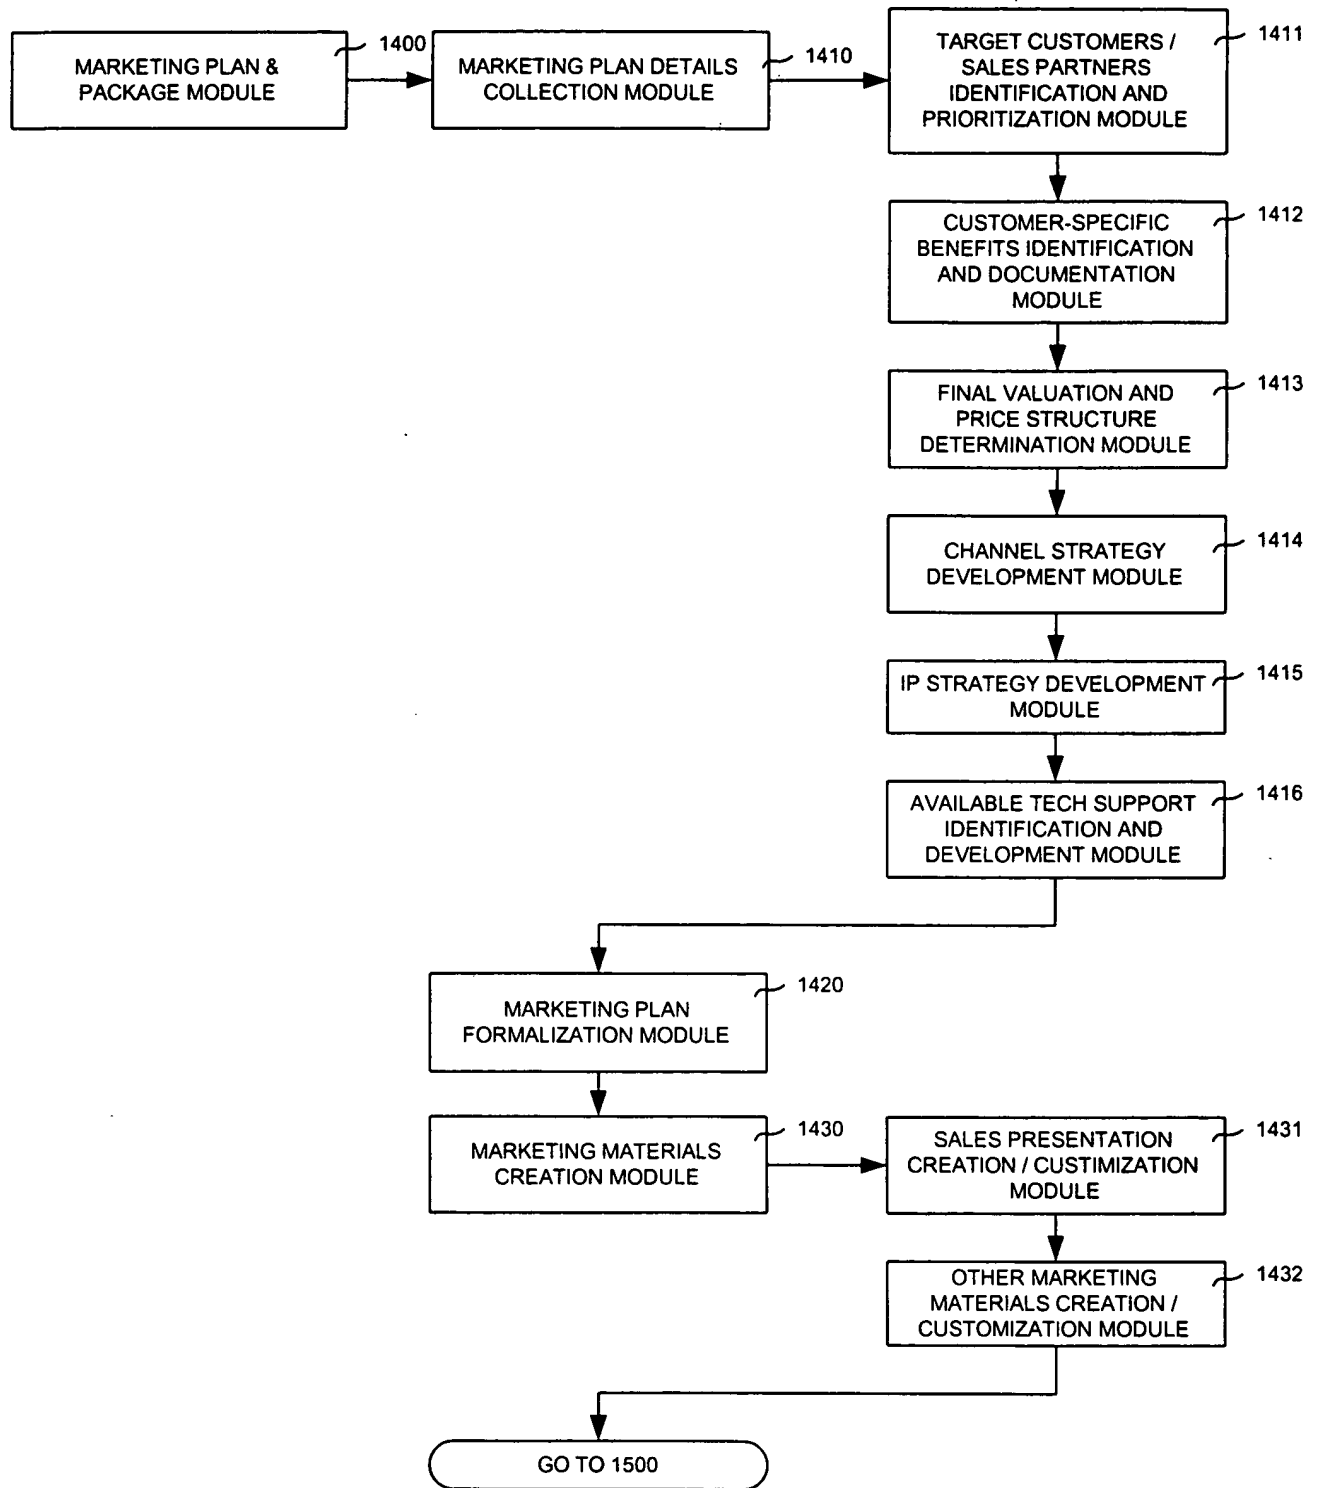 MARKETING PLAN &
PACKAGE MODULE
1400
MARKETING PLAN DETAILS
COLLECTION MODULE
1410
TARGET CUSTOMERS /
SALES PARTNERS
IDENTIFICATION AND
PRIORITIZATION MODULE
1411
CUSTOMER-SPECIFIC
BENEFITS IDENTIFICATION
AND DOCUMENTATION
MODULE
1412
FINAL VALUATION AND
PRICE STRUCTURE
DETERMINATION MODULE
1413
CHANNEL STRATEGY
DEVELOPMENT MODULE
1414
IP STRATEGY DEVELOPMENT
MODULE
1415
AVAILABLE TECH SUPPORT
IDENTIFICATION AND
DEVELOPMENT MODULE
1416
MARKETING PLAN
FORMALIZATION MODULE
1420
MARKETING MATERIALS
CREATION MODULE
1430
SALES PRESENTATION
CREATION / CUSTIMIZATION
MODULE
1431
OTHER MARKETING
MATERIALS CREATION /
CUSTOMIZATION MODULE
1432
GO TO 1500